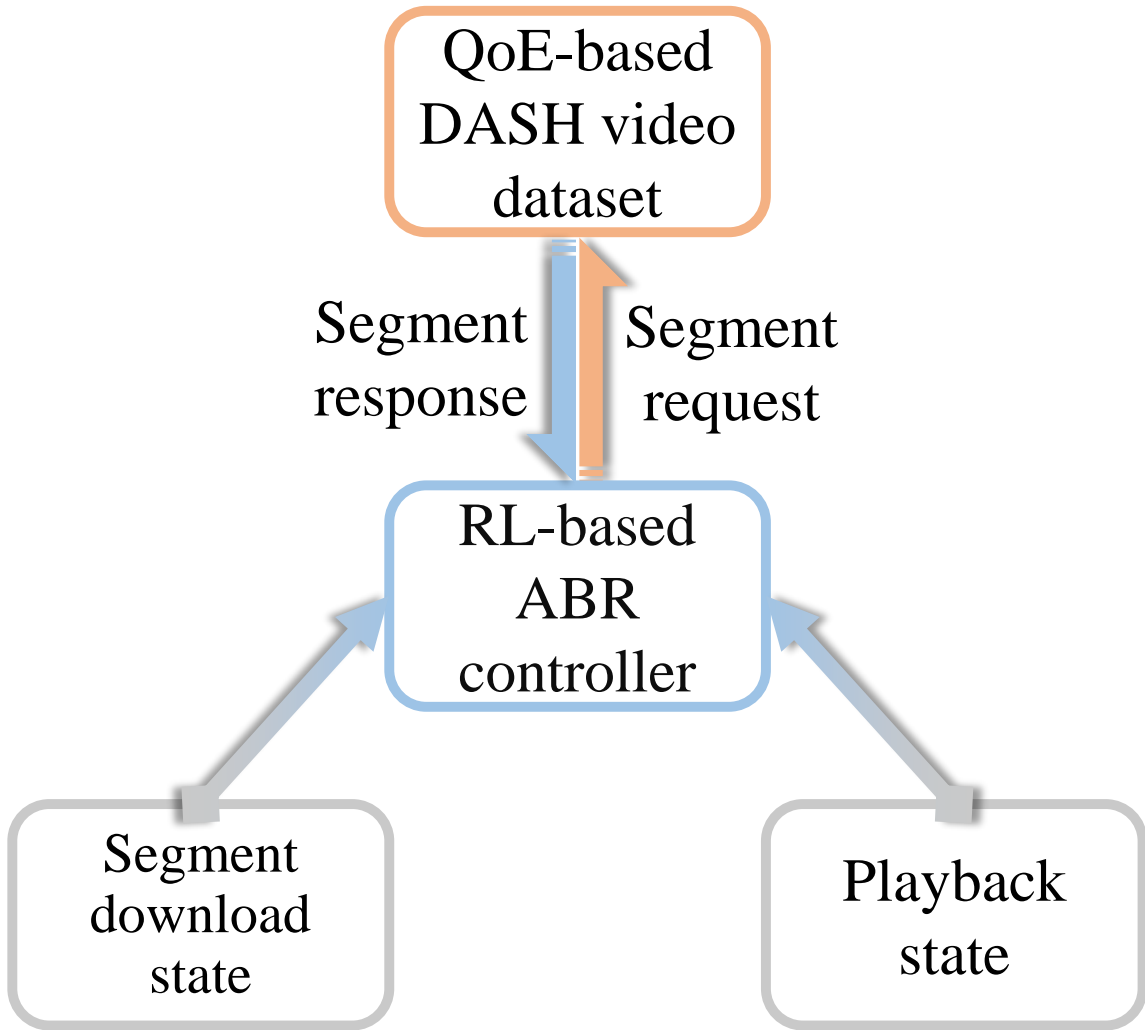 QoE-based
DASH video
dataset
Segment
response
Segment
request
RL-based
ABR
controller
Segment
download
state
Playback
state